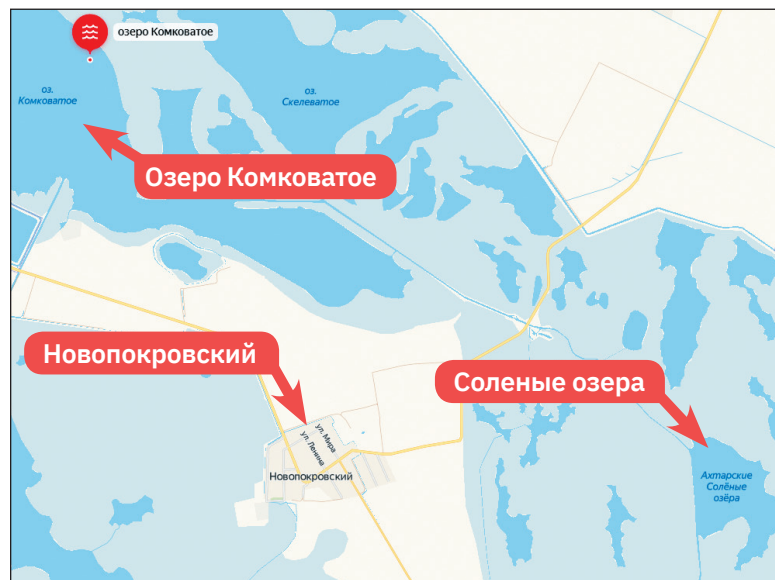 озеро Комковатое
оз.
Комковатое
оз.
Скелеватое
Озеро Комковатое
Новопокровский
Соленые озера
ул. Мира
ул. Ленина
Новопокровский
Ахтарские
Солёные
озёра